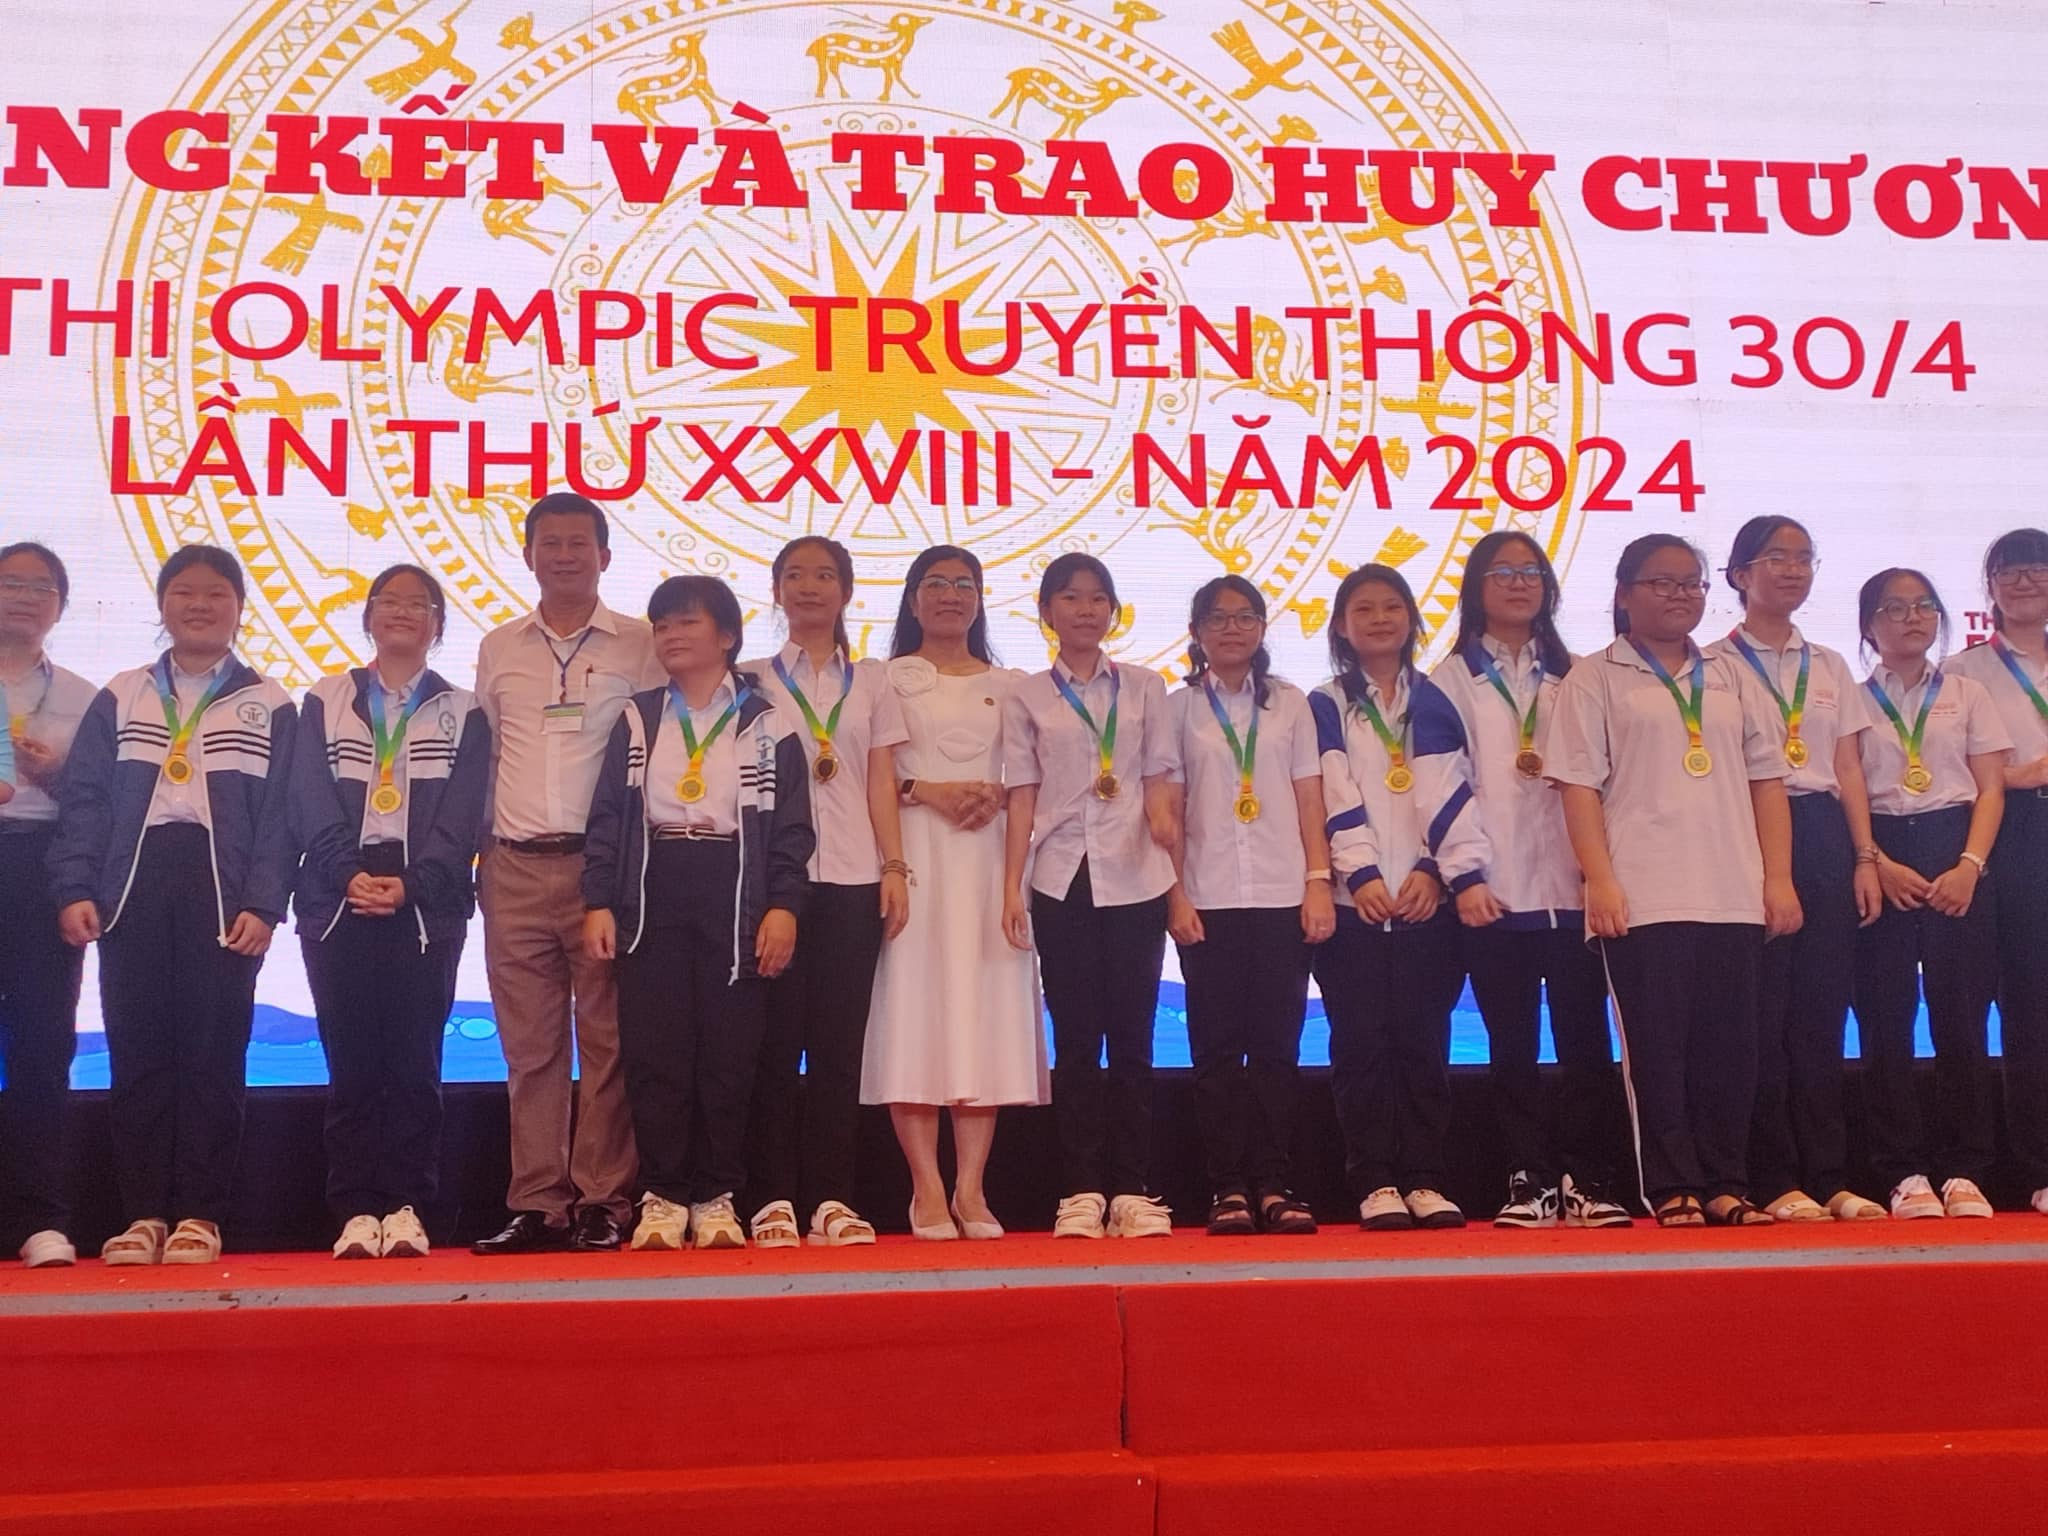 NG KẾT VÀ TRAO HUY CHƯƠN
THI OLYMPIC TRUYỀN THỐNG 30/4
LẦN THỨ XXVIII - NĂM 2024